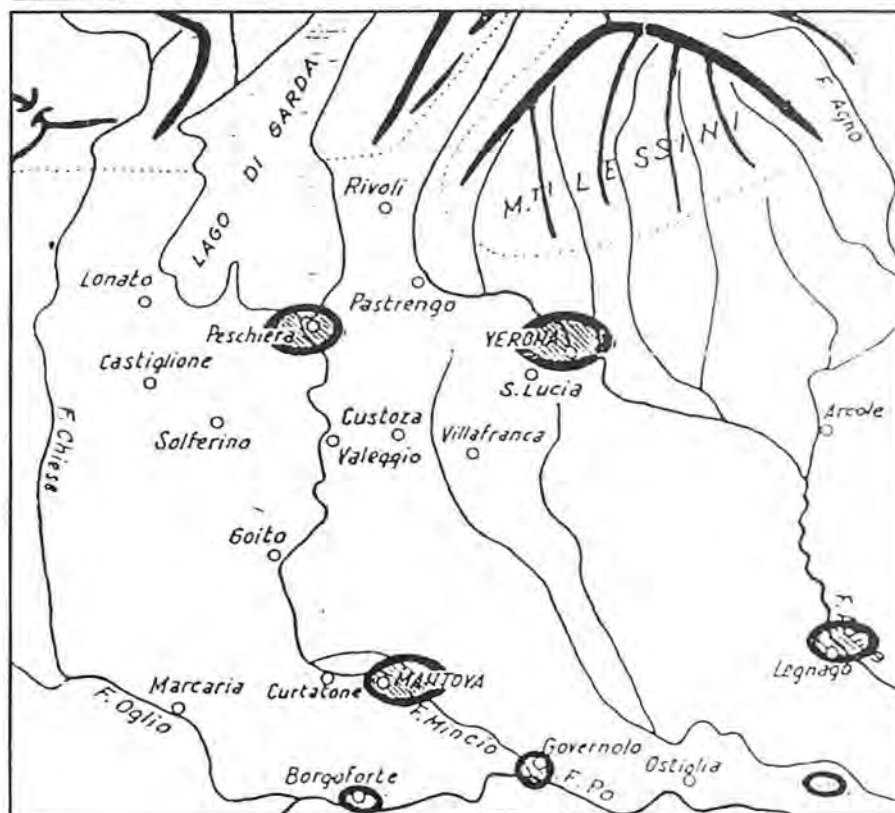 LAGO DI GARDA
F. Agno
M.TI LESSINI
Rivoli
Lonato
Pastrengo
Peschiera
VERONA
Castiglione
S. Lucia
F. Chiese
Solferino
Custoza
Valeggio
Villafranca
Arcole
Goito
Legnago
Marcaria
Curtatone
MANTOVA
F. Oglio
F. Mincio
Governolo
Ostiglia
Borgoforte
F. Po